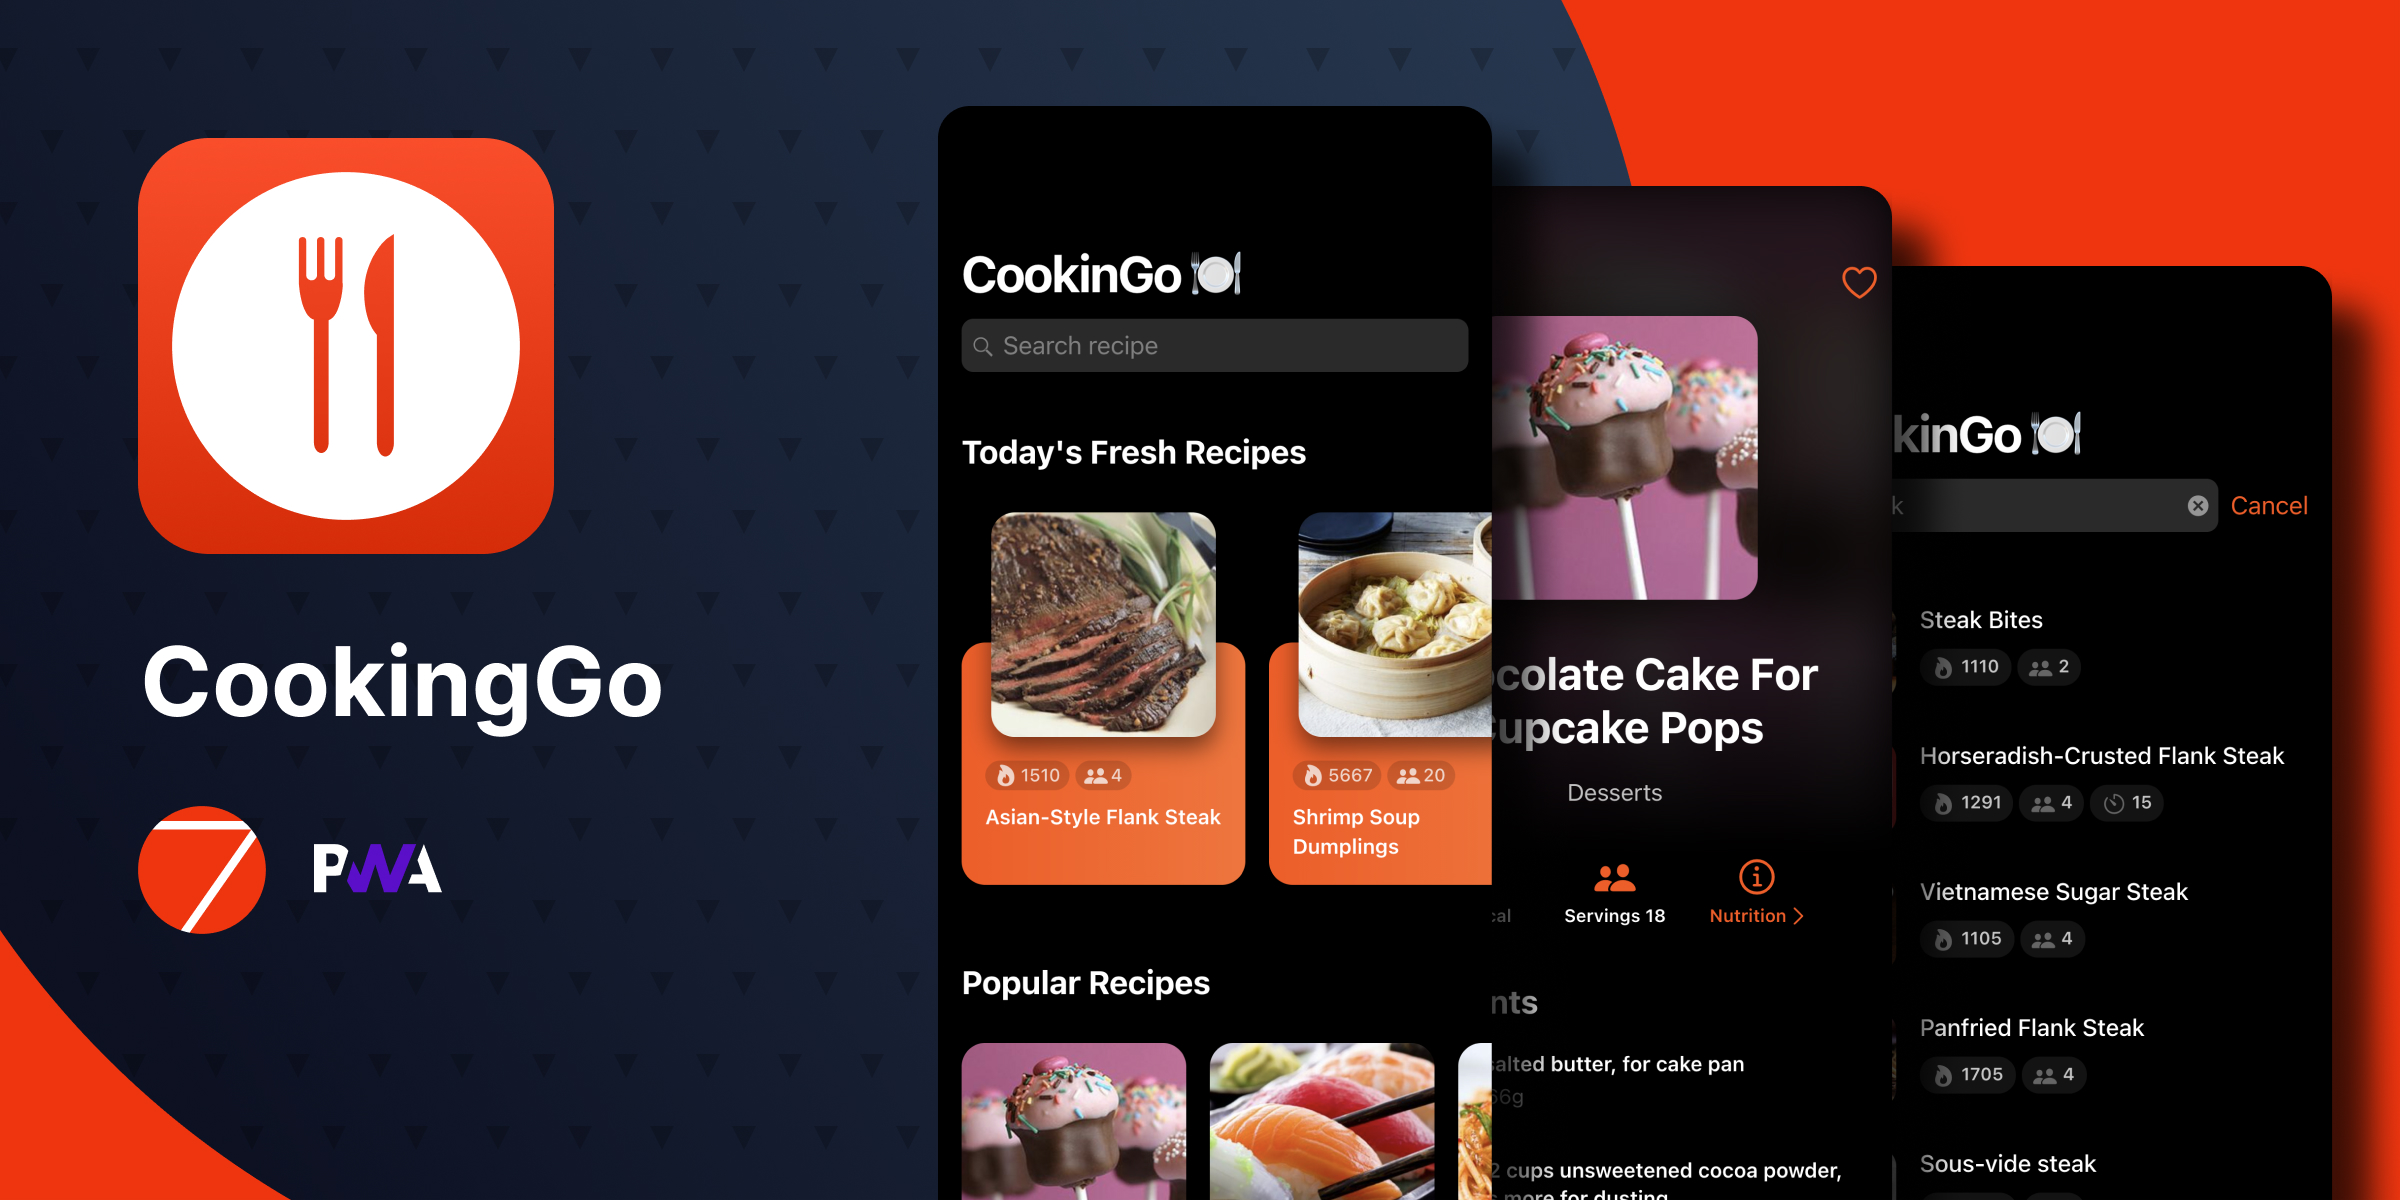 CookingGo
PWA
CookinGo
Search recipe
Today's Fresh Recipes
1510 4
Asian-Style Flank Steak
5667 20
Shrimp Soup
Dumplings
Popular Recipes
colate Cake For
upcake Pops
Desserts
cal
Servings 18
Nutrition
nts
salted butter, for cake pan
66g
2 cups unsweetened cocoa powder,
more for dusting
kinGo
k
Cancel
Steak Bites
1110 2
Horseradish-Crusted Flank Steak
1291 4 15
Vietnamese Sugar Steak
1105 4
Panfried Flank Steak
1705 4
Sous-vide steak